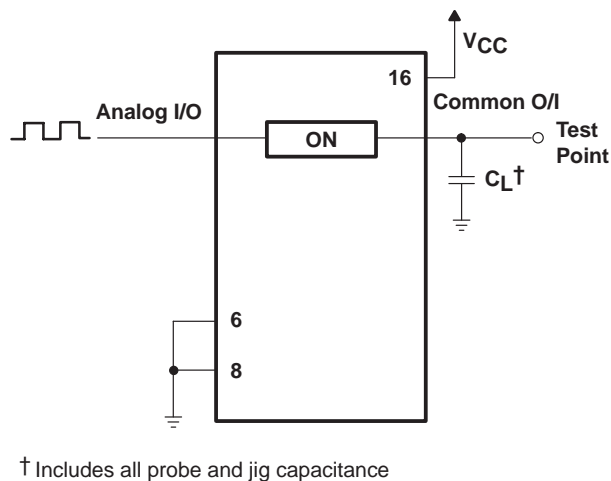 VCC
16
Analog I/O
Common O/I
ON
Test
Point
CL†
6
8
† Includes all probe and jig capacitance